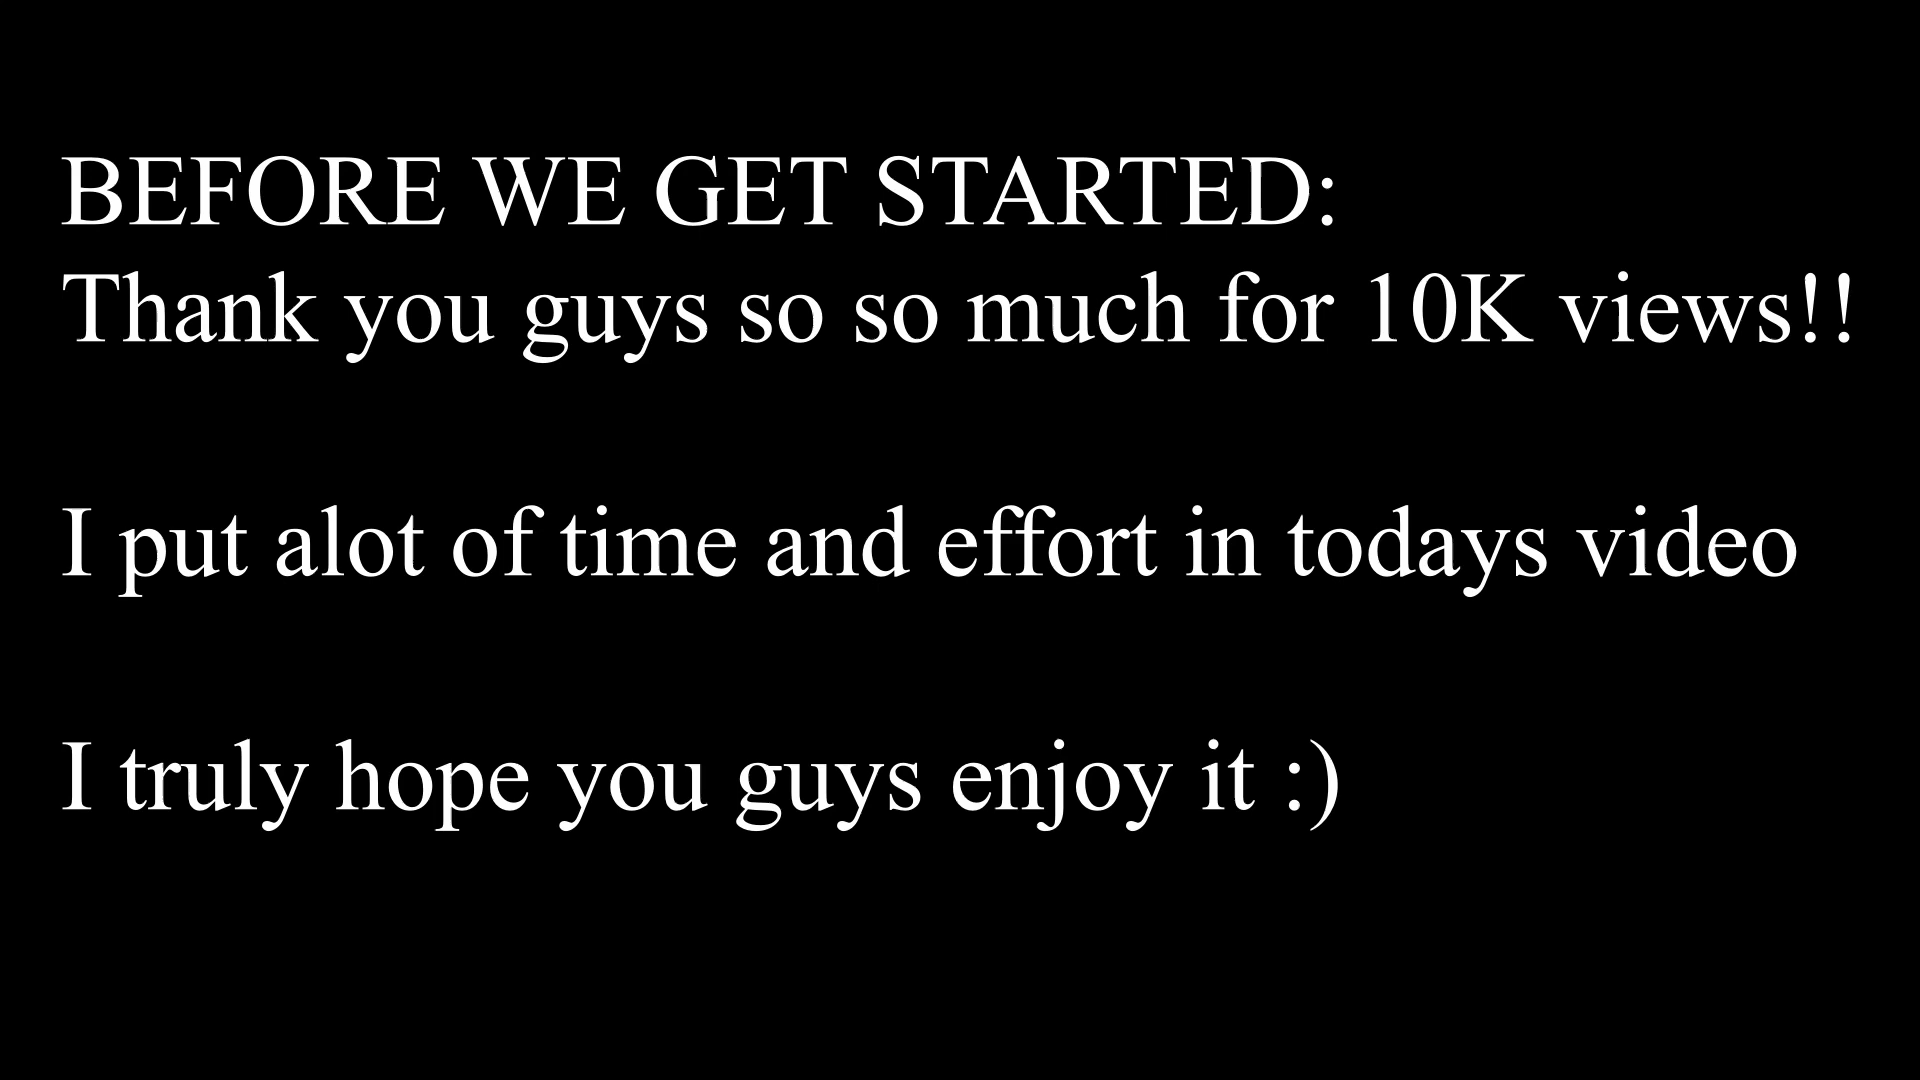 BEFORE WE GET STARTED:
Thank you guys so so much for 10K views!!
I put alot of time and effort in todays video
I truly hope you guys enjoy it :)